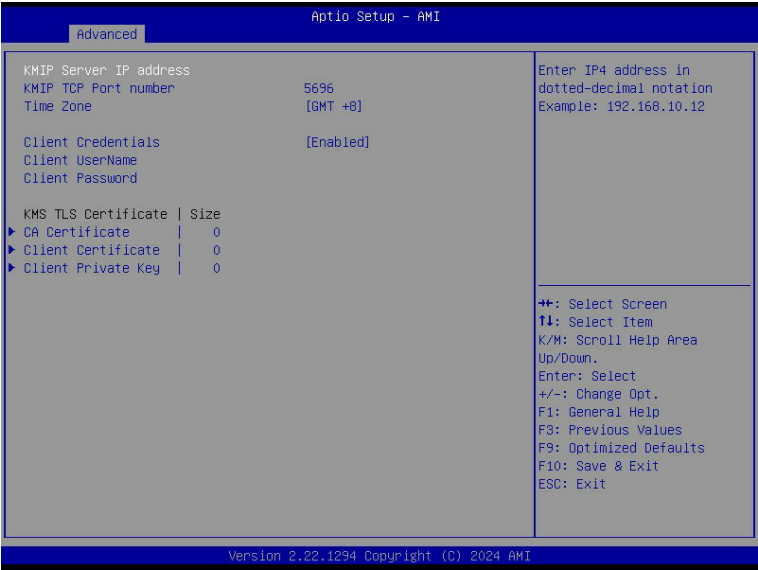 Aptio Setup - AMI
Advanced
KMIP Server IP address
KMIP TCP Port number 5696
Time Zone [GMT +8]
Client Credentials [Enabled]
Client UserName
Client Password
KMS TLS Certificate | Size
▶ CA Certificate | 0
▶ Client Certificate | 0
▶ Client Private Key | 0
Enter IP4 address in
dotted-decimal notation
Example: 192.168.10.12
→←: Select Screen
↑↓: Select Item
K/M: Scroll Help Area
Up/Down.
Enter: Select
+/-: Change Opt.
F1: General Help
F3: Previous Values
F9: Optimized Defaults
F10: Save & Exit
ESC: Exit
Version 2.22.1294 Copyright (C) 2024 AMI